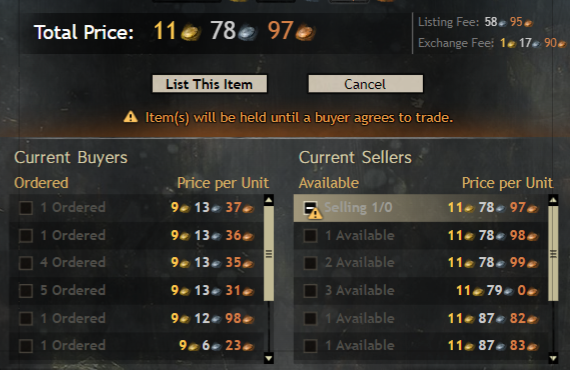 Total Price: 11 78 97
Listing Fee: 58 95
Exchange Fee: 1 17 90
List This Item
Cancel
Item(s) will be held until a buyer agrees to trade.
Current Buyers
Ordered Price per Unit
1 Ordered 9 13 37
1 Ordered 9 13 36
4 Ordered 9 13 35
5 Ordered 9 13 31
1 Ordered 9 12 98
1 Ordered 9 6 23
Current Sellers
Available Price per Unit
Selling 1/0 11 78 97
1 Available 11 78 98
2 Available 11 78 99
3 Available 11 79 0
1 Available 11 87 82
1 Available 11 87 83